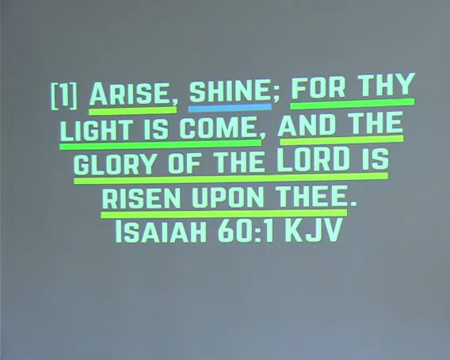 [1] Arise, shine; for thy
light is come, and the
glory of the LORD is
risen upon thee.
Isaiah 60:1 KJV